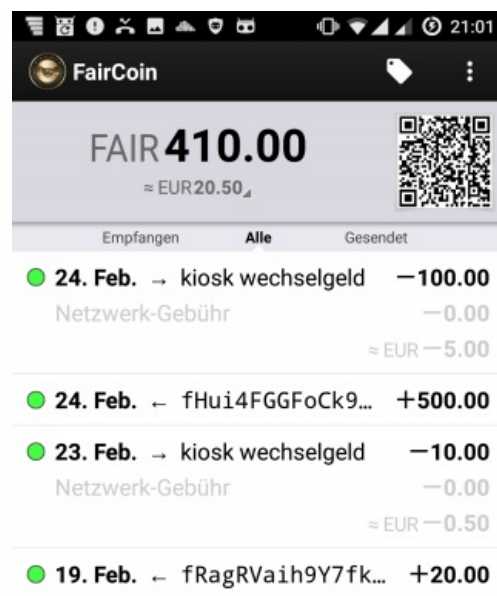 21:01
FairCoin
FAIR 410.00
≈ EUR 20.50
Empfangen Alle Gesendet
24. Feb. → kiosk wechselgeld −100.00
Netzwerk-Gebühr −0.00
≈ EUR −5.00
24. Feb. ← fHui4FGGFoCk9… +500.00
23. Feb. → kiosk wechselgeld −10.00
Netzwerk-Gebühr −0.00
≈ EUR −0.50
19. Feb. ← fRagRVaih9Y7fk… +20.00